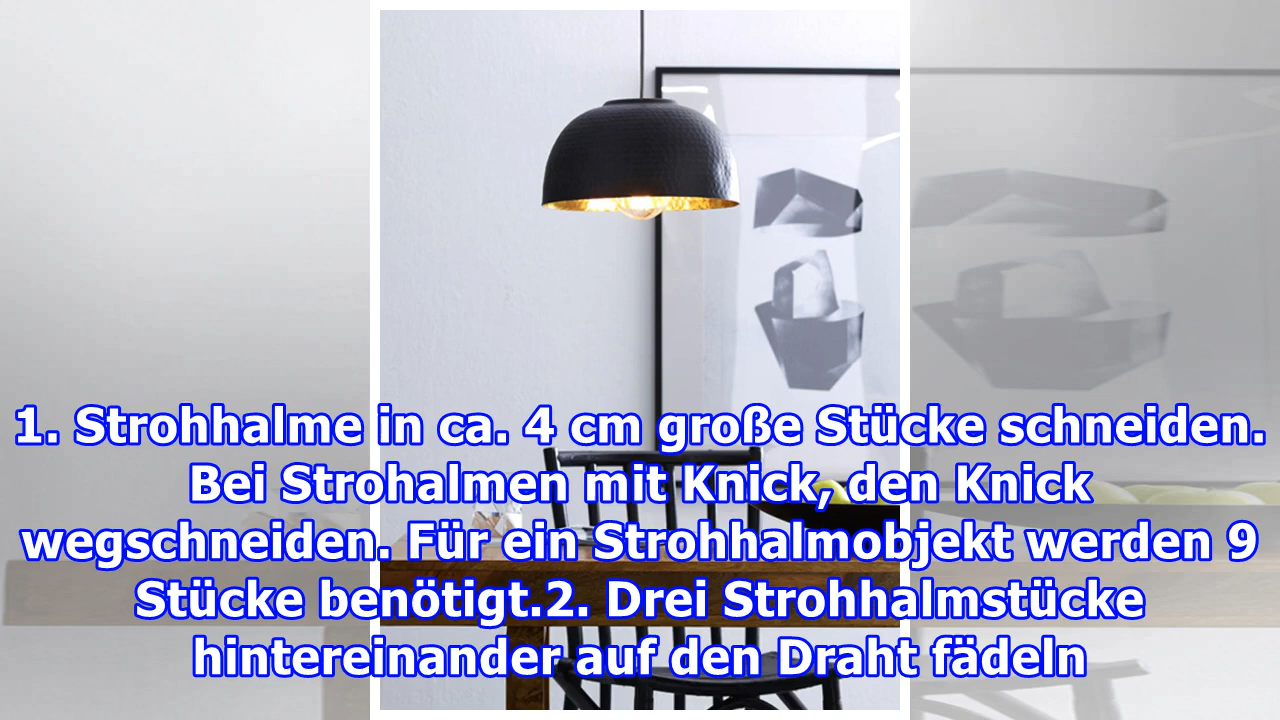 1. Strohhalme in ca. 4 cm große Stücke schneiden.
Bei Strohalmen mit Knick, den Knick
wegschneiden. Für ein Strohhalmobjekt werden 9
Stücke benötigt.2. Drei Strohhalmstücke
hintereinander auf den Draht fädeln